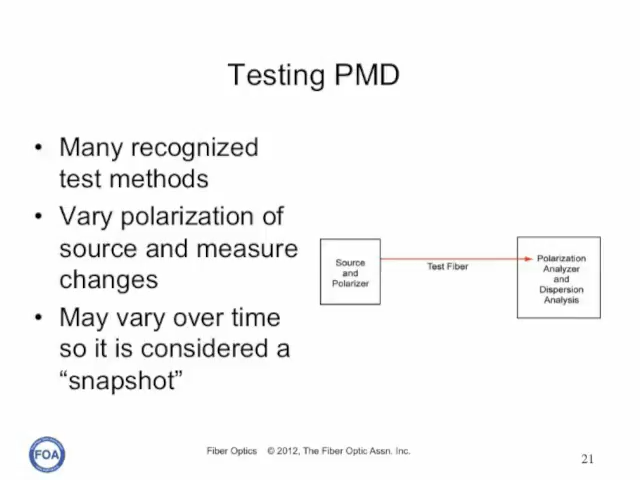 Testing PMD
• Many recognized
test methods
• Vary polarization of
source and measure
changes
• May vary over time
so it is considered a
“snapshot”
Source
and
Polarizer
Test Fiber
Polarization
Analyzer
and
Dispersion
Analysis
FOA
Fiber Optics © 2012, The Fiber Optic Assn. Inc.
21